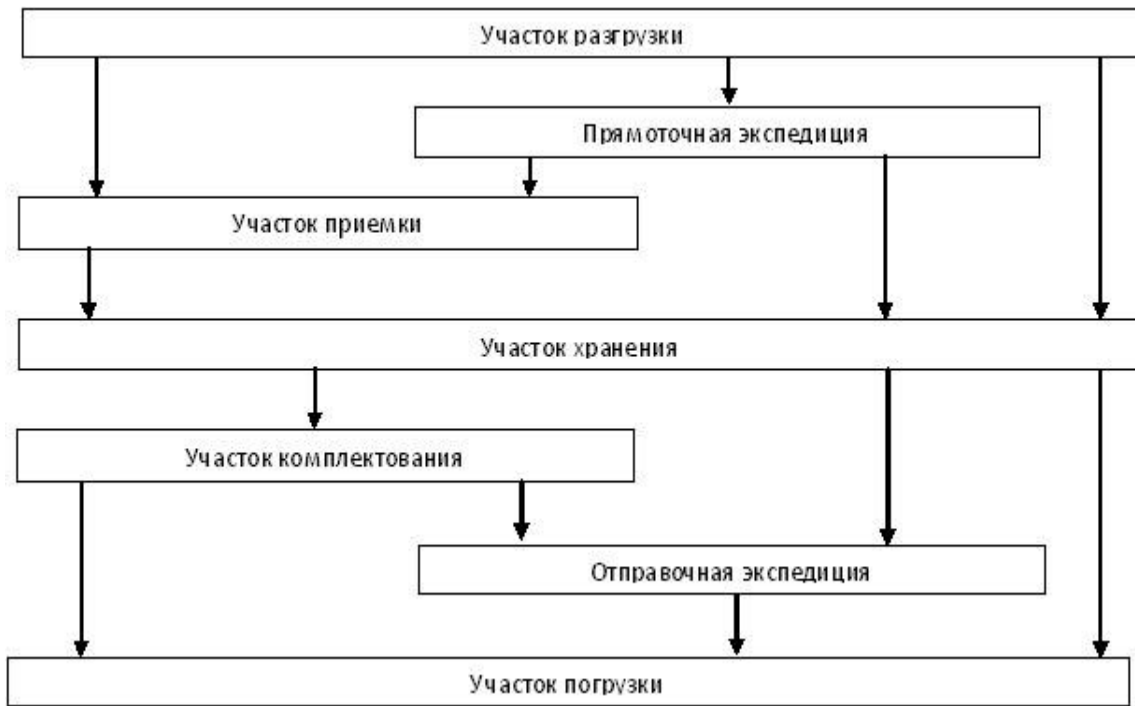 Участок разгрузки
Прямоточная экспедиция
Участок приемки
Участок хранения
Участок комплектования
Отправочная экспедиция
Участок погрузки